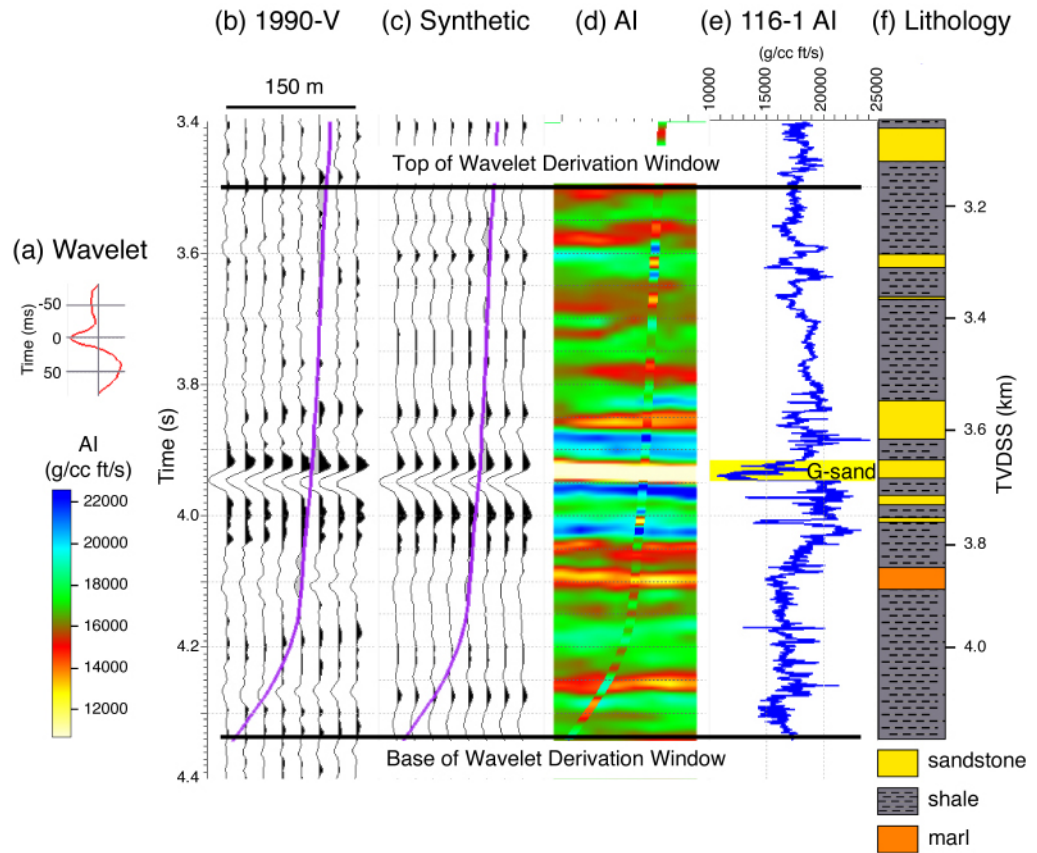 (b) 1990-V (c) Synthetic (d) AI (e) 116-1 AI (f) Lithology
(g/cc ft/s)
10000 15000 20000 25000
150 m
3.4
Top of Wavelet Derivation Window
3.2
(a) Wavelet
3.6
-50
0
50
Time (ms)
3.4
3.8
Time (s)
3.6
TVDSS (km)
AI
(g/cc ft/s)
G-sand
22000
20000
18000
16000
14000
12000
4.0
3.8
4.2
4.0
Base of Wavelet Derivation Window
4.4
sandstone
shale
marl